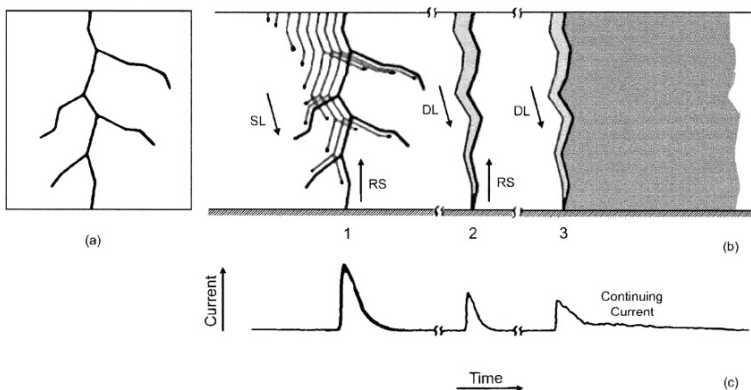 SL
RS
DL
RS
DL
1
2
3
(a)
(b)
Current
Continuing
Current
Time
(c)